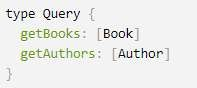 type Query {
  getBooks: [Book]
  getAuthors: [Author]
}